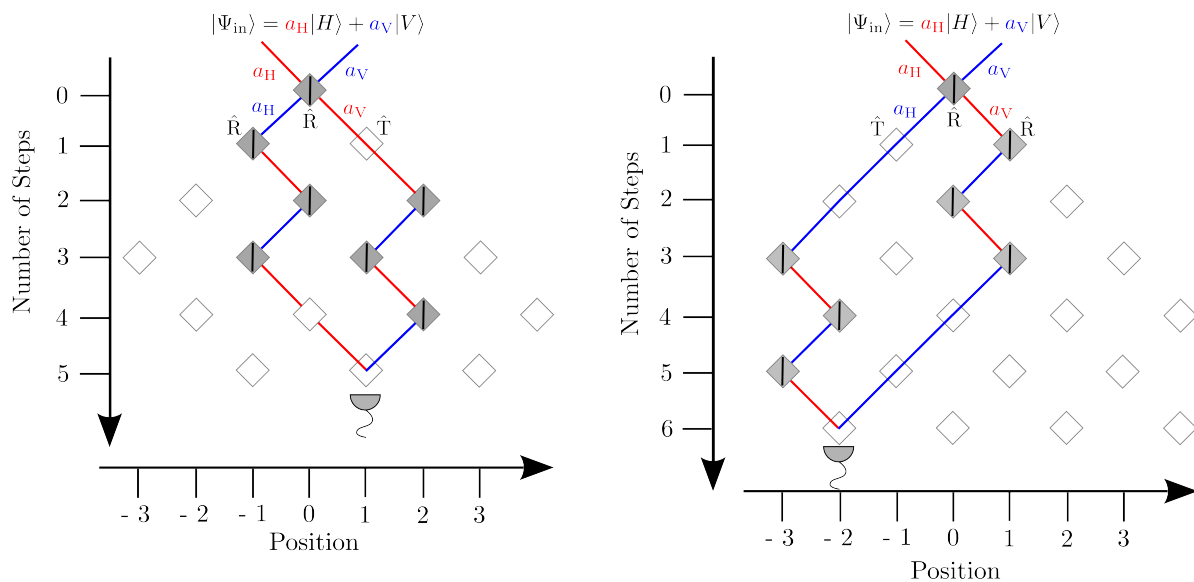 |Ψin⟩ = aH|H⟩ + aV|V⟩
aH
aV
aH
aV
R̂
R̂
T̂
Number of Steps
0
1
2
3
4
5
- 3
- 2
- 1
0
1
2
3
Position
|Ψin⟩ = aH|H⟩ + aV|V⟩
aH
aV
aH
aV
T̂
R̂
R̂
Number of Steps
0
1
2
3
4
5
6
- 3
- 2
- 1
0
1
2
3
Position